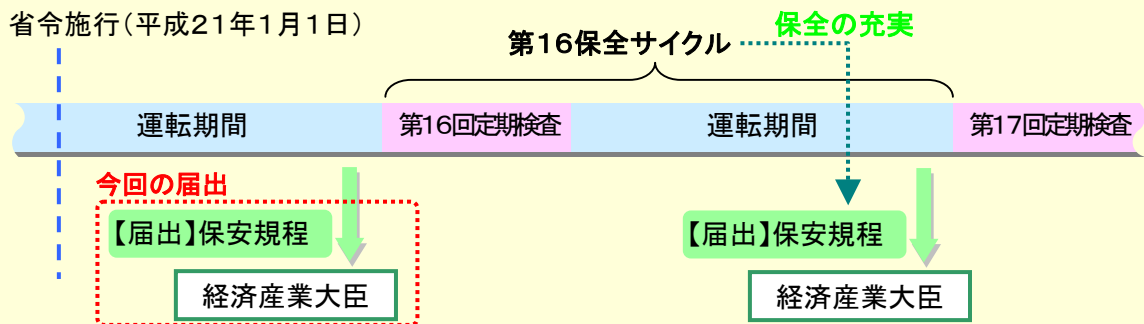 省令施行(平成21年1月1日)
保全の充実
第16保全サイクル
運転期間
第16回定期検査
運転期間
第17回定期検査
今回の届出
【届出】保安規程
経済産業大臣
【届出】保安規程
経済産業大臣